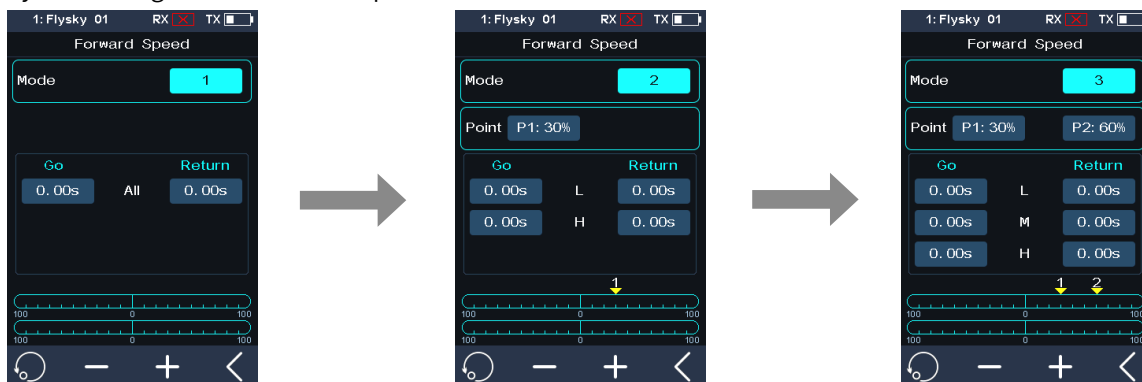 1: Flysky 01 RX TX
Forward Speed
Mode 1
Go Return
0.00s All 0.00s
100 0 100
100 0 100
1: Flysky 01 RX TX
Forward Speed
Mode 2
Point P1: 30%
Go Return
0.00s L 0.00s
0.00s H 0.00s
1
100 0 100
100 0 100
1: Flysky 01 RX TX
Forward Speed
Mode 3
Point P1: 30% P2: 60%
Go Return
0.00s L 0.00s
0.00s M 0.00s
0.00s H 0.00s
1 2
100 0 100
100 0 100